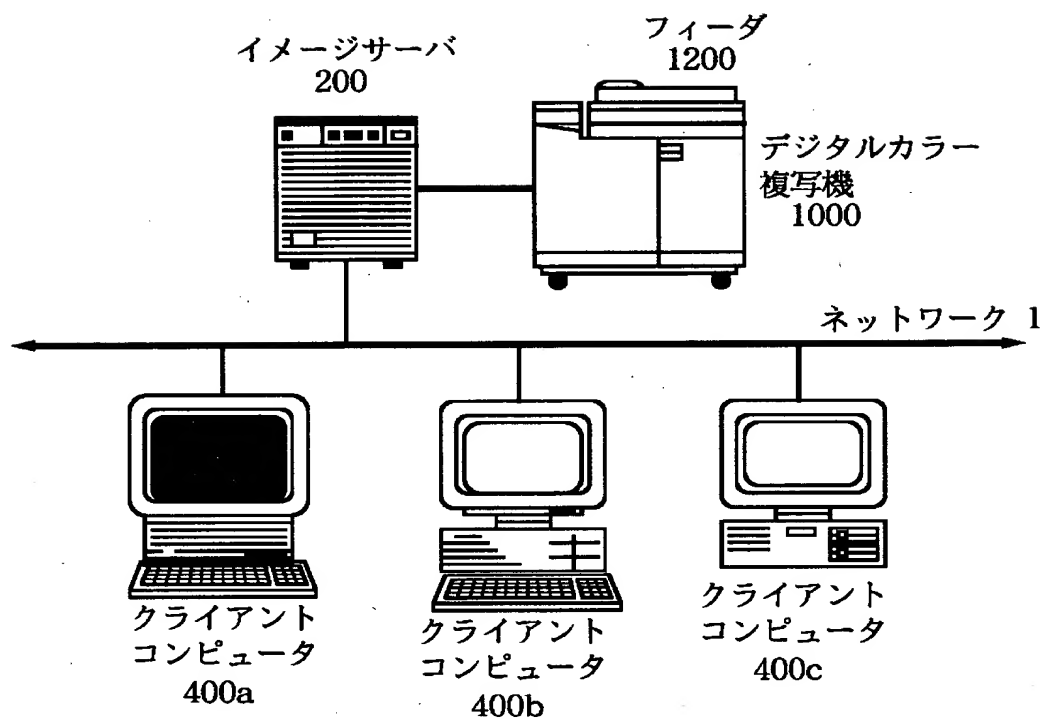 イメージサーバ
200
フィーダ
1200
デジタルカラー
複写機
1000
ネットワーク 1
クライアント
コンピュータ
400a
クライアント
コンピュータ
400b
クライアント
コンピュータ
400c